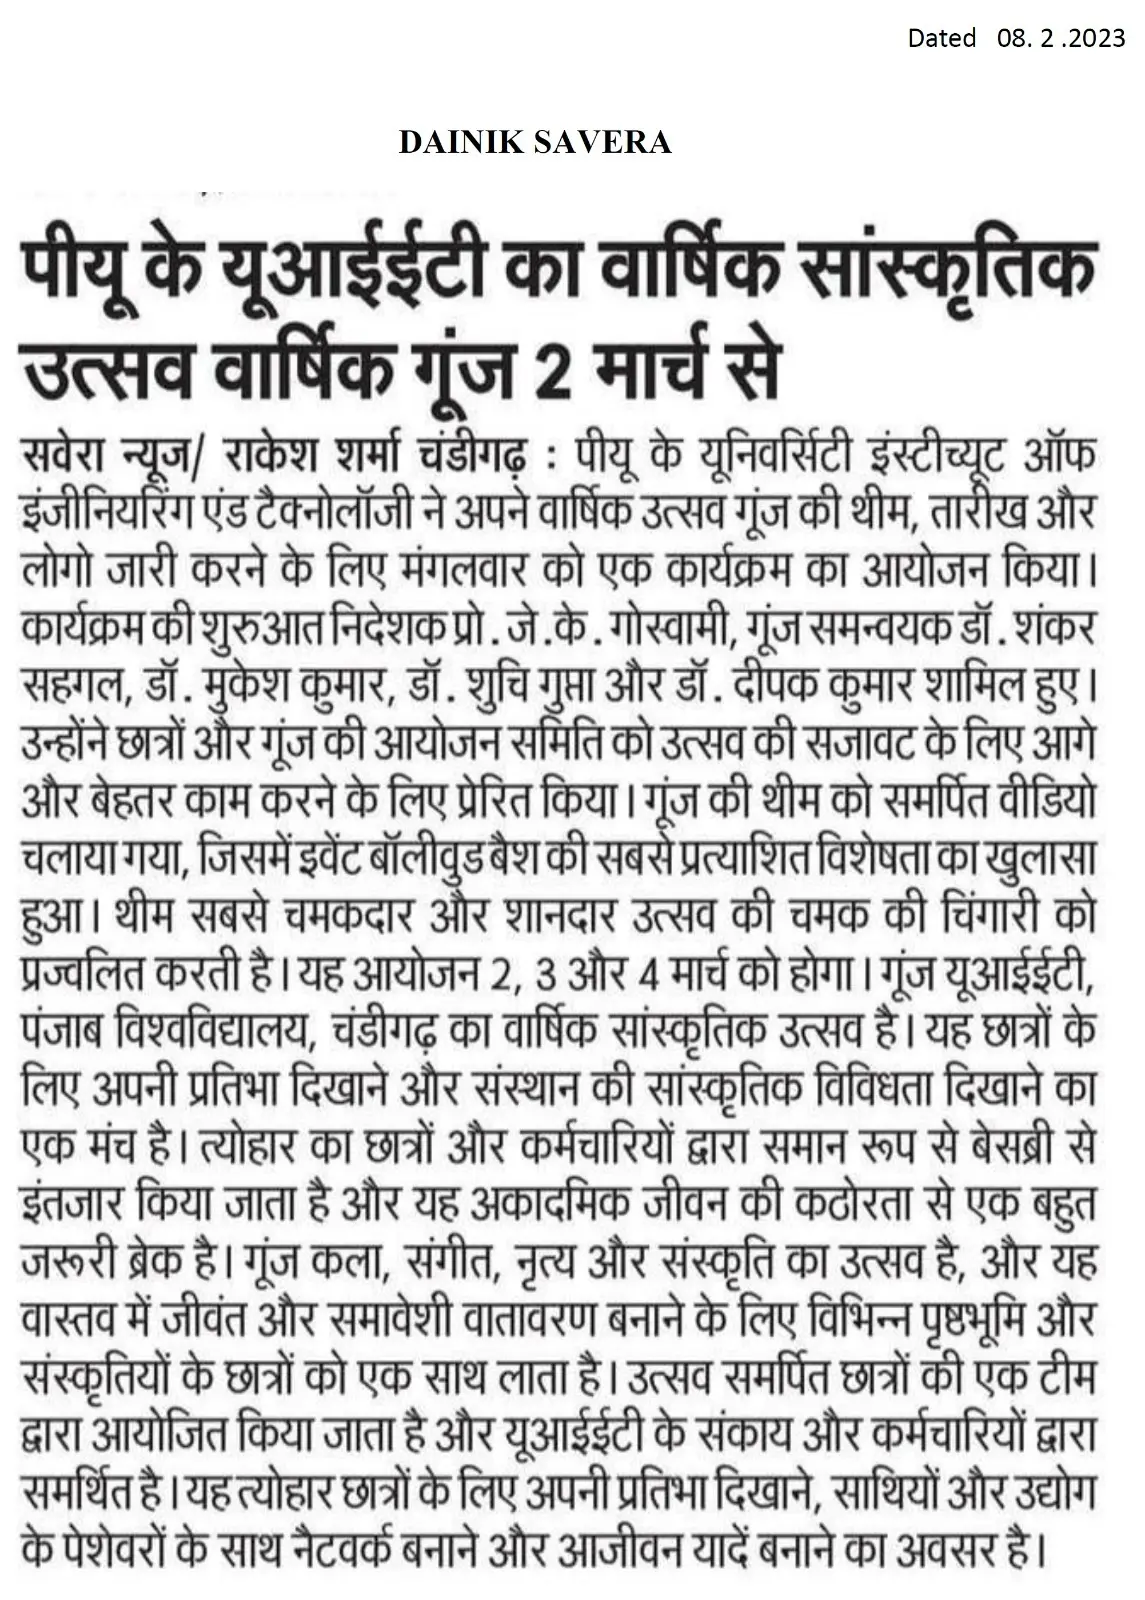 Dated 08. 2 .2023
DAINIK SAVERA
पीयू के यूआईईटी का वार्षिक सांस्कृतिक
उत्सव वार्षिक गूंज 2 मार्च से
सवेरा न्यूज/ राकेश शर्मा चंडीगढ़ : पीयू के यूनिवर्सिटी इंस्टीच्यूट ऑफ
इंजीनियरिंग एंड टैक्नोलॉजी ने अपने वार्षिक उत्सव गूंज की थीम, तारीख और
लोगो जारी करने के लिए मंगलवार को एक कार्यक्रम का आयोजन किया।
कार्यक्रम की शुरुआत निदेशक प्रो. जे.के. गोस्वामी, गूंज समन्वयक डॉ. शंकर
सहगल, डॉ. मुकेश कुमार, डॉ. शुचि गुप्ता और डॉ. दीपक कुमार शामिल हुए।
उन्होंने छात्रों और गूंज की आयोजन समिति को उत्सव की सजावट के लिए आगे
और बेहतर काम करने के लिए प्रेरित किया। गूंज की थीम को समर्पित वीडियो
चलाया गया, जिसमें इवेंट बॉलीवुड बैश की सबसे प्रत्याशित विशेषता का खुलासा
हुआ। थीम सबसे चमकदार और शानदार उत्सव की चमक की चिंगारी को
प्रज्वलित करती है। यह आयोजन 2, 3 और 4 मार्च को होगा। गूंज यूआईईटी,
पंजाब विश्वविद्यालय, चंडीगढ़ का वार्षिक सांस्कृतिक उत्सव है। यह छात्रों के
लिए अपनी प्रतिभा दिखाने और संस्थान की सांस्कृतिक विविधता दिखाने का
एक मंच है। त्योहार का छात्रों और कर्मचारियों द्वारा समान रूप से बेसब्री से
इंतजार किया जाता है और यह अकादमिक जीवन की कठोरता से एक बहुत
जरूरी ब्रेक है। गूंज कला, संगीत, नृत्य और संस्कृति का उत्सव है, और यह
वास्तव में जीवंत और समावेशी वातावरण बनाने के लिए विभिन्न पृष्ठभूमि और
संस्कृतियों के छात्रों को एक साथ लाता है। उत्सव समर्पित छात्रों की एक टीम
द्वारा आयोजित किया जाता है और यूआईईटी के संकाय और कर्मचारियों द्वारा
समर्थित है। यह त्योहार छात्रों के लिए अपनी प्रतिभा दिखाने, साथियों और उद्योग
के पेशेवरों के साथ नैटवर्क बनाने और आजीवन यादें बनाने का अवसर है।